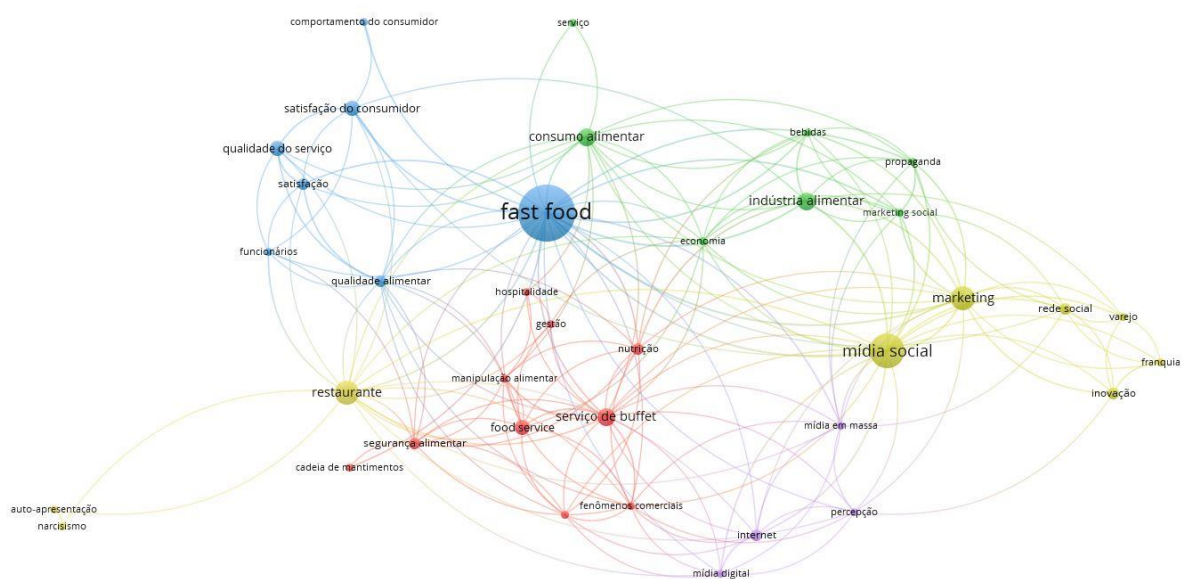 comportamento do consumidor
serviço
satisfação do consumidor
consumo alimentar
bebidas
qualidade do serviço
propaganda
satisfação
indústria alimentar
fast food
marketing social
economia
funcionários
qualidade alimentar
hospitalidade
marketing
rede social
varejo
gestão
nutrição
mídia social
franquia
manipulação alimentar
restaurante
inovação
serviço de buffet
food service
mídia em massa
segurança alimentar
cadeia de mantimentos
fenômenos comerciais
auto-apresentação
percepção
narcisismo
internet
mídia digital